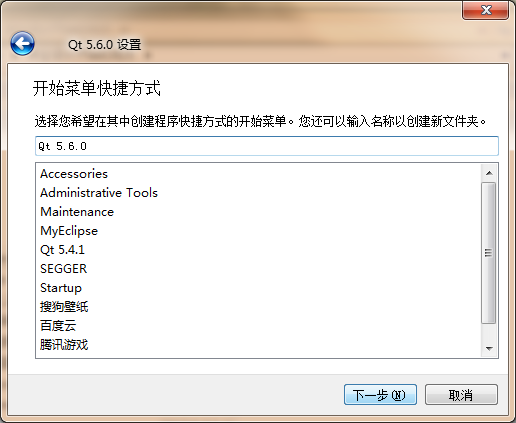 Qt 5.6.0 设置
开始菜单快捷方式
选择您希望在其中创建程序快捷方式的开始菜单。您还可以输入名称以创建新文件夹。
Qt 5.6.0
Accessories
Administrative Tools
Maintenance
MyEclipse
Qt 5.4.1
SEGGER
Startup
搜狗壁纸
百度云
腾讯游戏
下一步(N) 取消